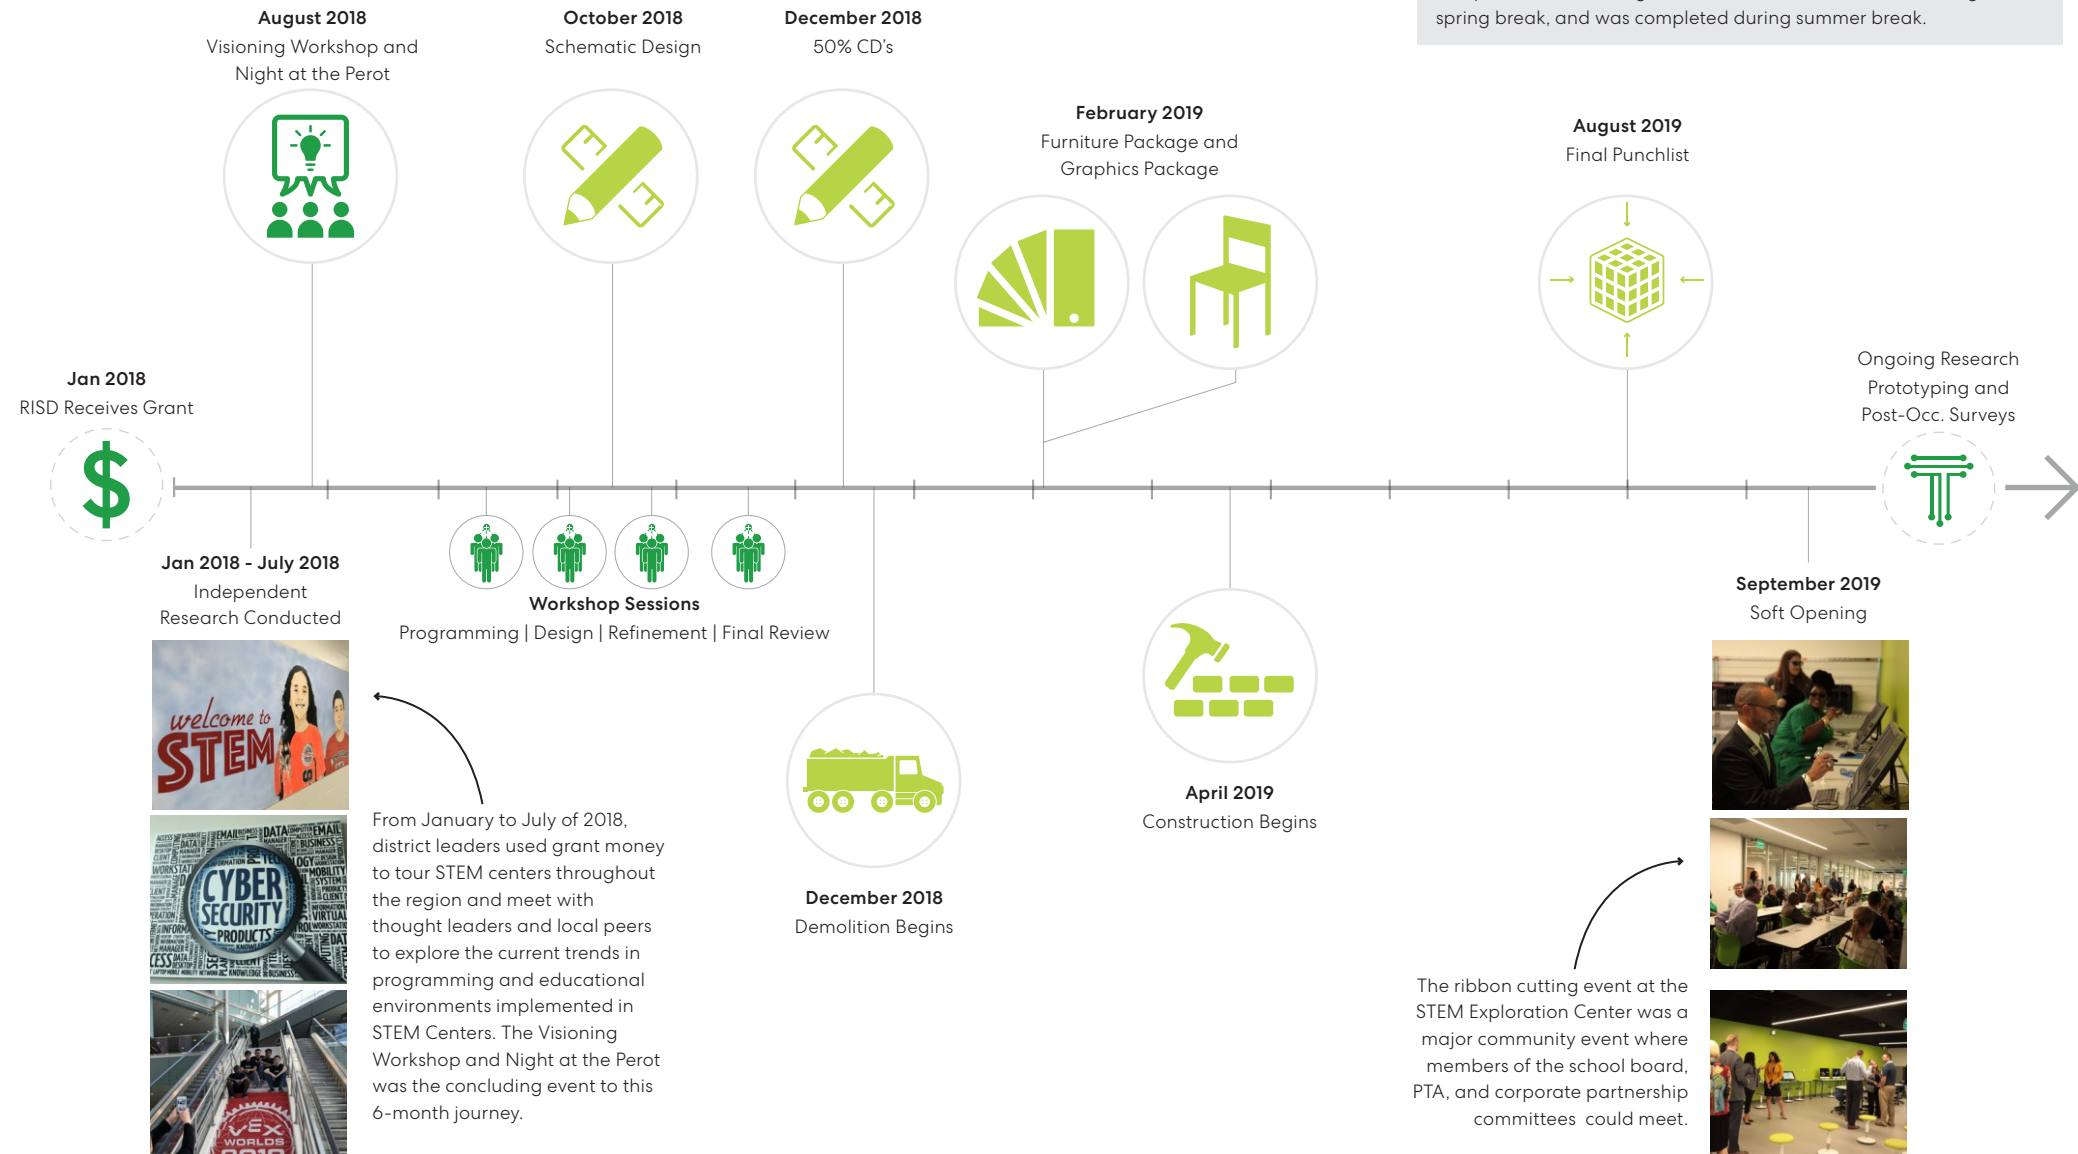 August 2018
Visioning Workshop and
Night at the Perot
October 2018
Schematic Design
December 2018
50% CD's
spring break, and was completed during summer break.
February 2019
Furniture Package and
Graphics Package
August 2019
Final Punchlist
Jan 2018
RISD Receives Grant
$
Ongoing Research
Prototyping and
Post-Occ. Surveys
Jan 2018 - July 2018
Independent
Research Conducted
Workshop Sessions
Programming | Design | Refinement | Final Review
September 2019
Soft Opening
welcome to
STEM
CYBER
SECURITY
PRODUCTS
VEX
WORLDS
2018
From January to July of 2018,
district leaders used grant money
to tour STEM centers throughout
the region and meet with
thought leaders and local peers
to explore the current trends in
programming and educational
environments implemented in
STEM Centers. The Visioning
Workshop and Night at the Perot
was the concluding event to this
6-month journey.
December 2018
Demolition Begins
April 2019
Construction Begins
The ribbon cutting event at the
STEM Exploration Center was a
major community event where
members of the school board,
PTA, and corporate partnership
committees could meet.